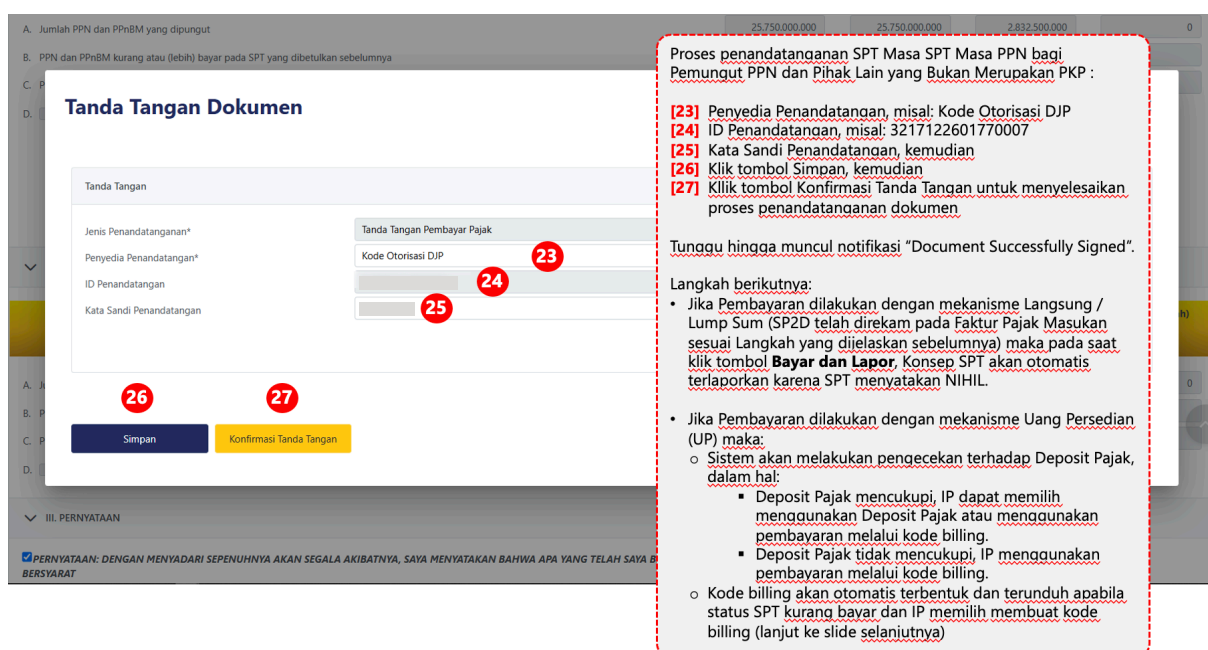 A. Jumlah PPN dan PPnBM yang dipungut 25.750.000.000 25.750.000.000 2.832.500.000 0
B. PPN dan PPnBM kurang atau (lebih) bayar pada SPT yang dibetulkan sebelumnya
C. P
D.
Tanda Tangan Dokumen
Tanda Tangan
Jenis Penandatanganan* Tanda Tangan Pembayar Pajak
Penyedia Penandatangan* Kode Otorisasi DJP 23
ID Penandatangan 24
Kata Sandi Penandatangan 25
26 27
Simpan Konfirmasi Tanda Tangan
h)
A. J 0
B. P
C. P
D.
III. PERNYATAAN
PERNYATAAN: DENGAN MENYADARI SEPENUHNYA AKAN SEGALA AKIBATNYA, SAYA MENYATAKAN BAHWA APA YANG TELAH SAYA B
BERSYARAT
Proses penandatanganan SPT Masa SPT Masa PPN bagi
Pemungut PPN dan Pihak Lain yang Bukan Merupakan PKP :
[23] Penyedia Penandatangan, misal: Kode Otorisasi DJP
[24] ID Penandatangan, misal: 3217122601770007
[25] Kata Sandi Penandatangan, kemudian
[26] Klik tombol Simpan, kemudian
[27] Kllik tombol Konfirmasi Tanda Tangan untuk menyelesaikan
proses penandatanganan dokumen
Tunggu hingga muncul notifikasi “Document Successfully Signed”.
Langkah berikutnya:
• Jika Pembayaran dilakukan dengan mekanisme Langsung /
Lump Sum (SP2D telah direkam pada Faktur Pajak Masukan
sesuai Langkah yang dijelaskan sebelumnya) maka pada saat
klik tombol Bayar dan Lapor, Konsep SPT akan otomatis
terlaporkan karena SPT menyatakan NIHIL.
• Jika Pembayaran dilakukan dengan mekanisme Uang Persedian
(UP) maka:
o Sistem akan melakukan pengecekan terhadap Deposit Pajak,
dalam hal:
▪ Deposit Pajak mencukupi, IP dapat memilih
menggunakan Deposit Pajak atau menggunakan
pembayaran melalui kode billing.
▪ Deposit Pajak tidak mencukupi, IP menggunakan
pembayaran melalui kode billing.
o Kode billing akan otomatis terbentuk dan terunduh apabila
status SPT kurang bayar dan IP memilih membuat kode
billing (lanjut ke slide selanjutnya)